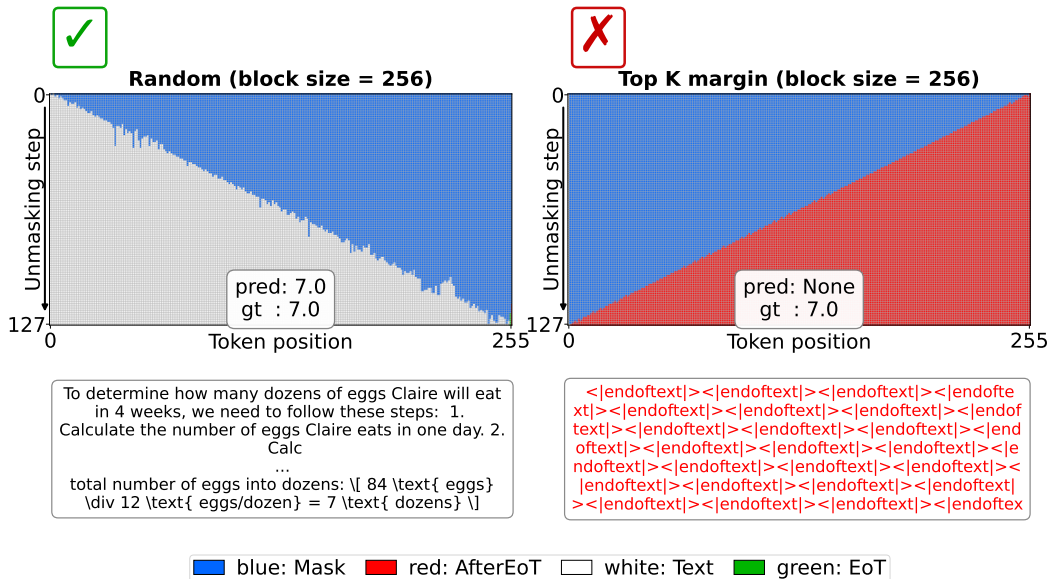 ✓
✗
Random (block size = 256)
Top K margin (block size = 256)
0
Unmasking step
127
pred: 7.0
gt : 7.0
0
Token position
255
0
Unmasking step
127
pred: None
gt : 7.0
0
Token position
255
To determine how many dozens of eggs Claire will eat
in 4 weeks, we need to follow these steps: 1.
Calculate the number of eggs Claire eats in one day. 2.
Calc
...
total number of eggs into dozens: \[ 84 \text{ eggs}
\div 12 \text{ eggs/dozen} = 7 \text{ dozens} \]
<|endoftext|><|endoftext|><|endoftext|><|endofte
xt|><|endoftext|><|endoftext|><|endoftext|><|endof
text|><|endoftext|><|endoftext|><|endoftext|><|end
oftext|><|endoftext|><|endoftext|><|endoftext|><|e
ndoftext|><|endoftext|><|endoftext|><|endoftext|><
|endoftext|><|endoftext|><|endoftext|><|endoftext|
><|endoftext|><|endoftext|><|endoftext|><|endoftex
blue: Mask
red: AfterEoT
white: Text
green: EoT